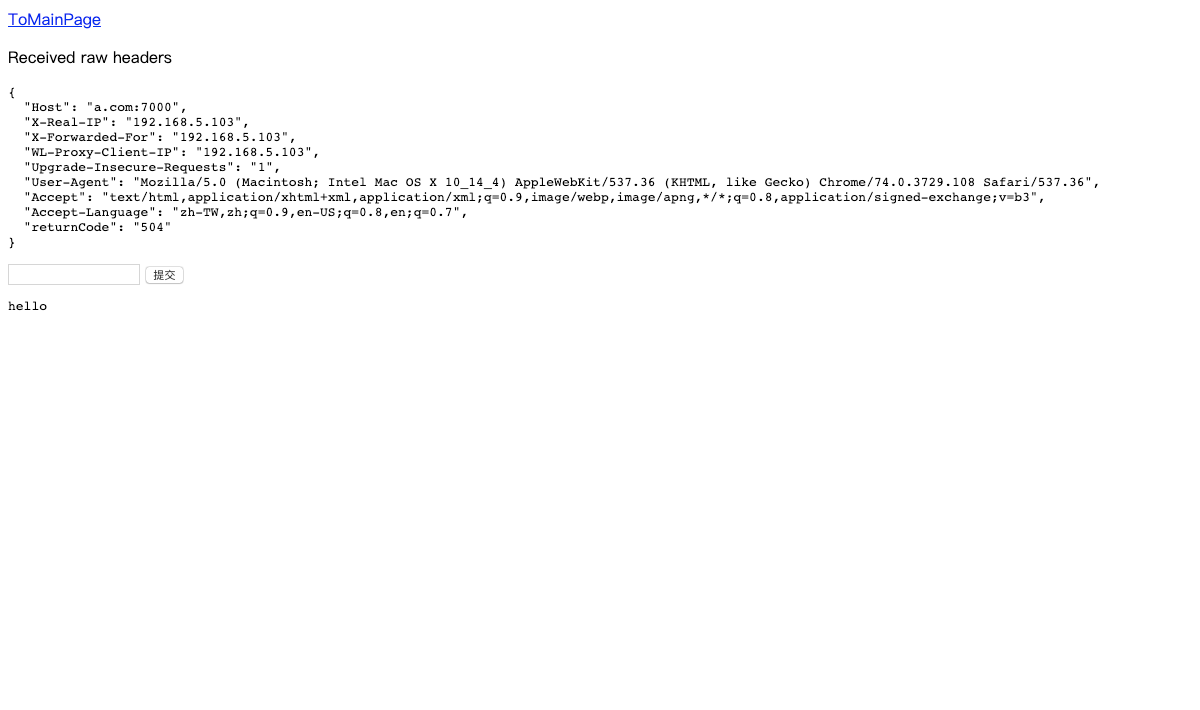 ToMainPage
Received raw headers
{
  "Host": "a.com:7000",
  "X-Real-IP": "192.168.5.103",
  "X-Forwarded-For": "192.168.5.103",
  "WL-Proxy-Client-IP": "192.168.5.103",
  "Upgrade-Insecure-Requests": "1",
  "User-Agent": "Mozilla/5.0 (Macintosh; Intel Mac OS X 10_14_4) AppleWebKit/537.36 (KHTML, like Gecko) Chrome/74.0.3729.108 Safari/537.36",
  "Accept": "text/html,application/xhtml+xml,application/xml;q=0.9,image/webp,image/apng,*/*;q=0.8,application/signed-exchange;v=b3",
  "Accept-Language": "zh-TW,zh;q=0.9,en-US;q=0.8,en;q=0.7",
  "returnCode": "504"
}
提交
hello